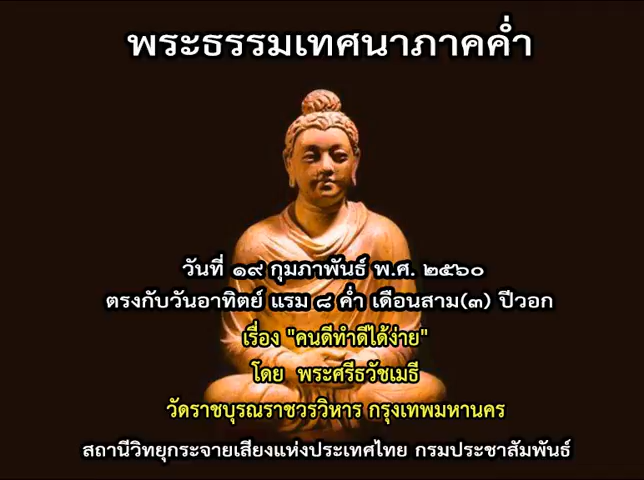 พระธรรมเทศนาภาคค่ำ
วันที่ ๑๙ กุมภาพันธ์ พ.ศ. ๒๕๖๐
ตรงกับวันอาทิตย์ แรม ๘ ค่ำ เดือนสาม(๓) ปีวอก
เรื่อง "คนดีทำดีได้ง่าย"
โดย พระศรีธวัชเมธี
วัดราชบุรณราชวรวิหาร กรุงเทพมหานคร
สถานีวิทยุกระจายเสียงแห่งประเทศไทย กรมประชาสัมพันธ์